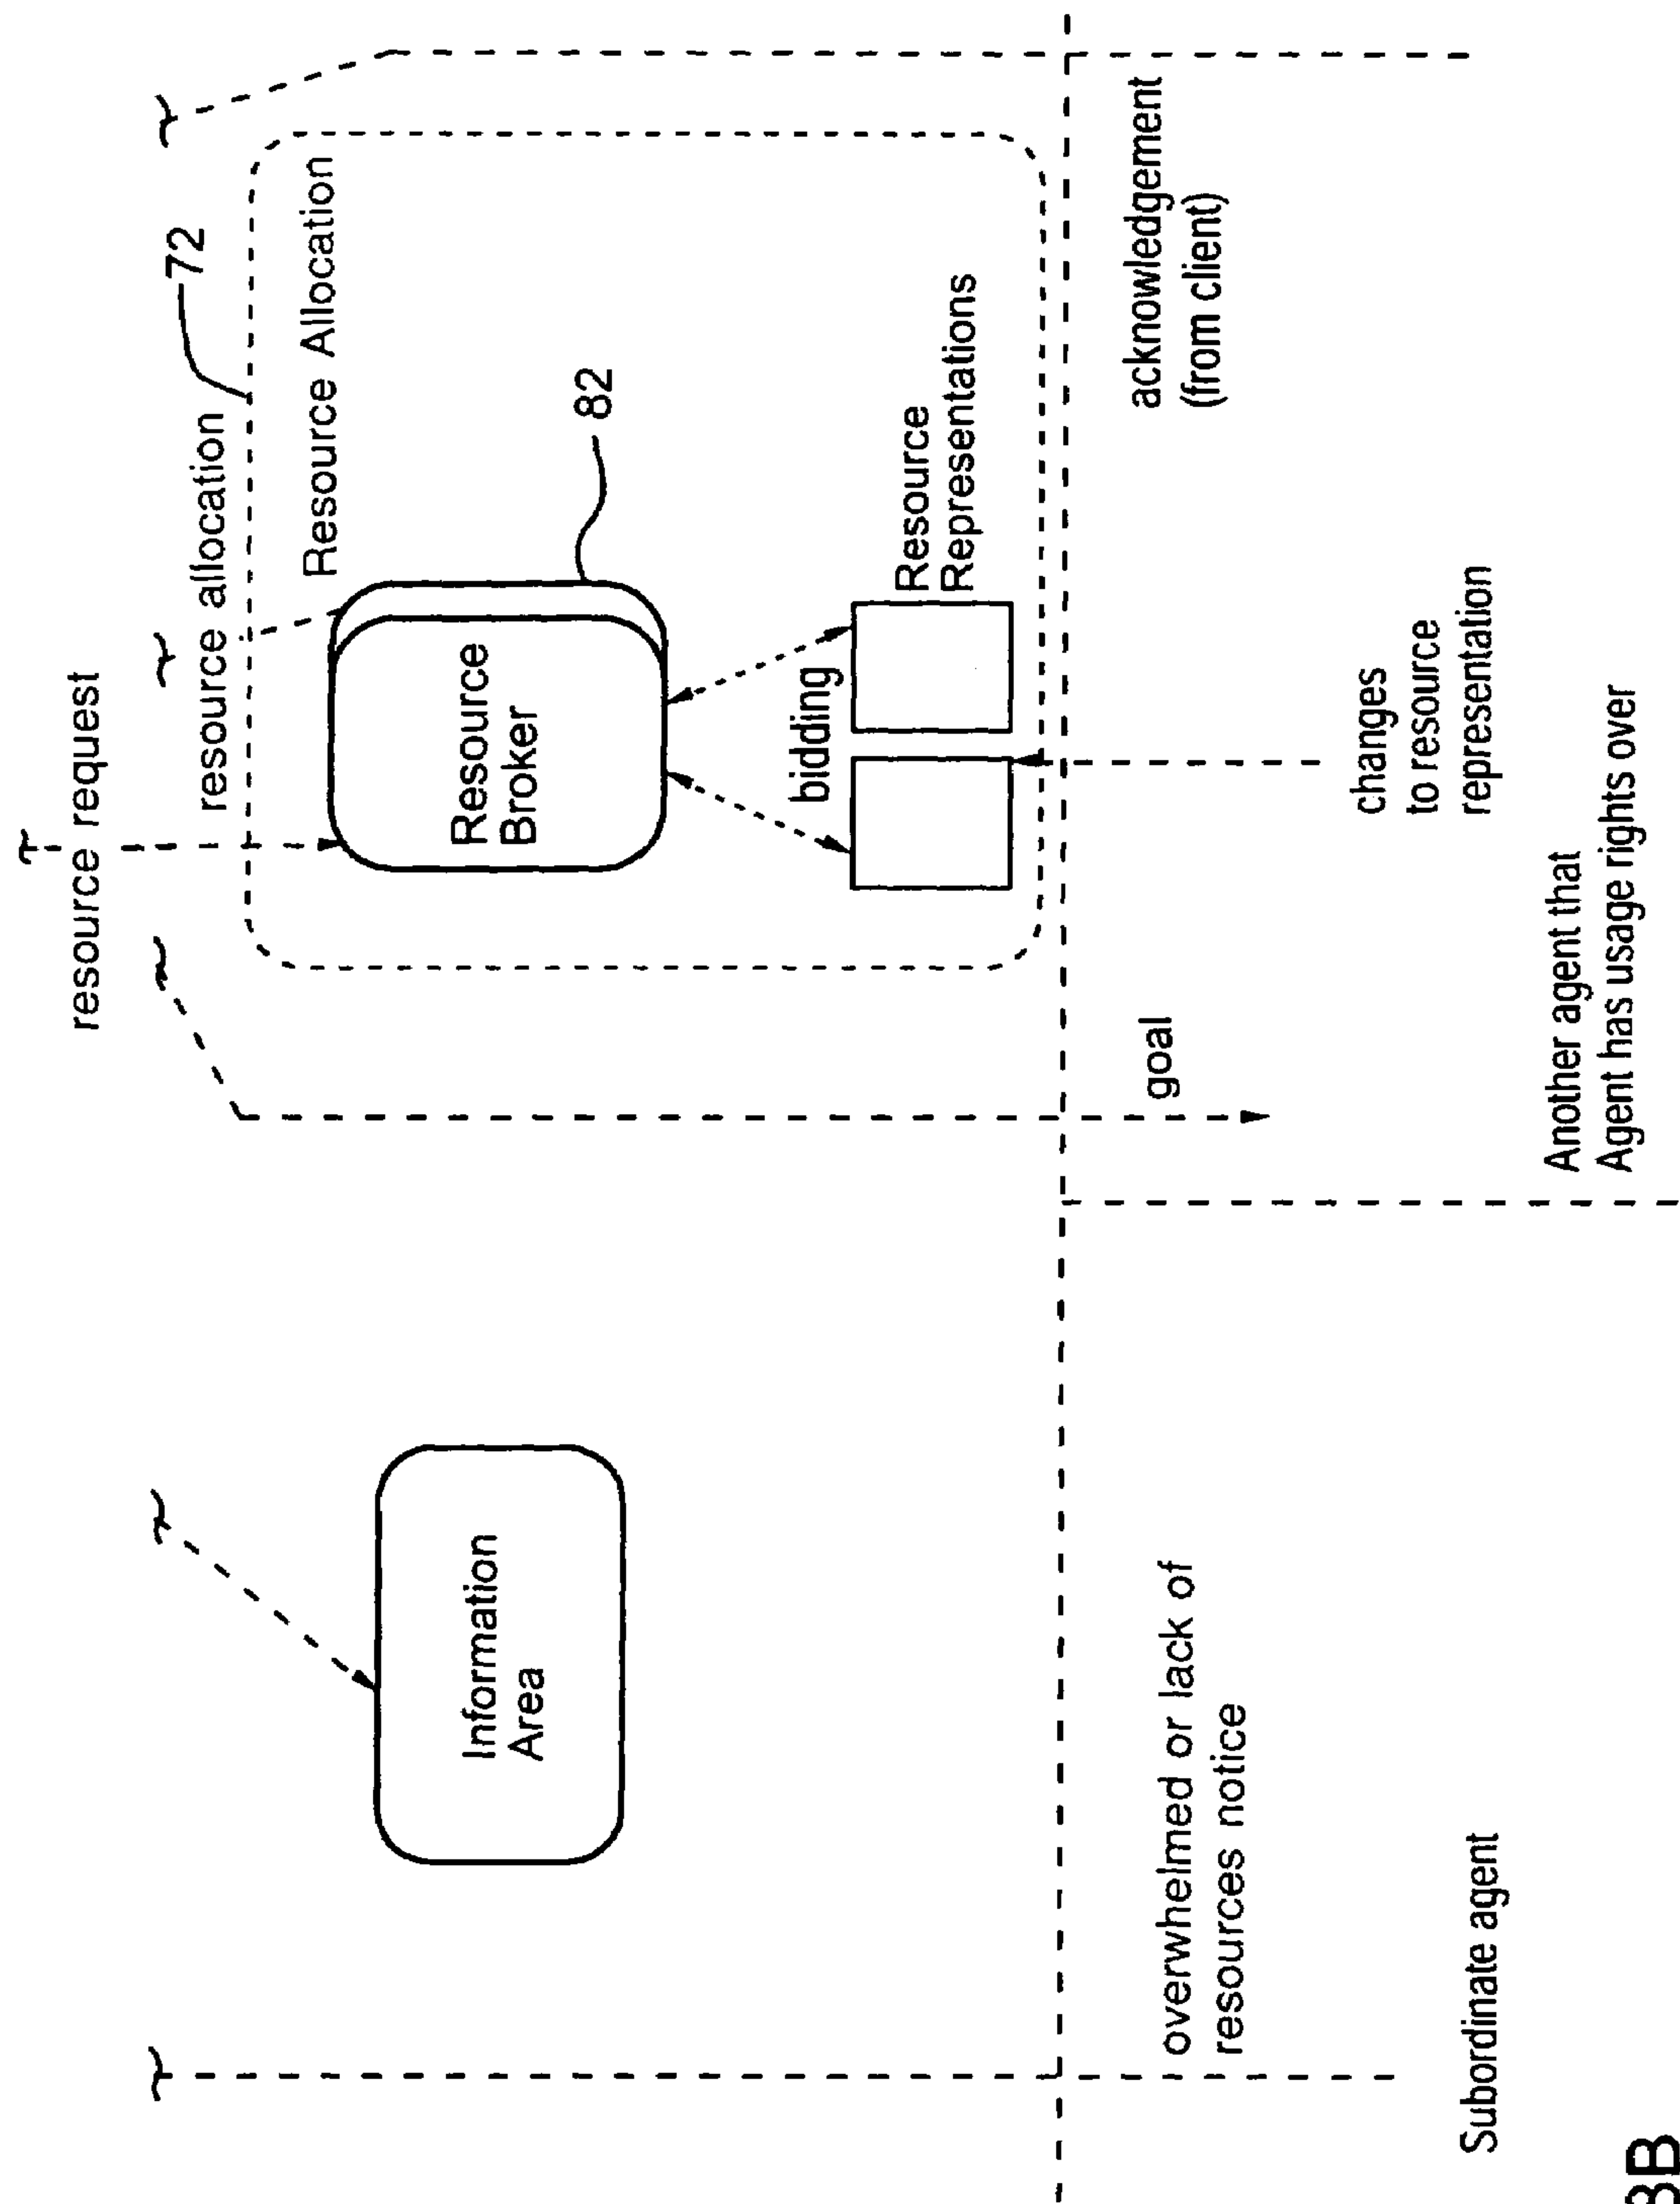 resource request
resource allocation
72
Resource Allocation
Resource
Broker
82
bidding
Resource
Representations
Information
Area
goal
acknowledgement
(from client)
overwhelmed or lack of
resources notice
changes
to resource
representation
Subordinate agent
Another agent that
Agent has usage rights over
3B